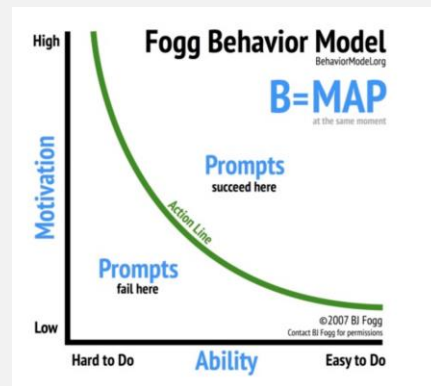 High
Fogg Behavior Model
BehaviorModel.org
B=MAP
at the same moment
Motivation
Prompts
succeed here
Action Line
Prompts
fail here
©2007 BJ Fogg
Contact BJ Fogg for permissions
Low
Hard to Do
Ability
Easy to Do